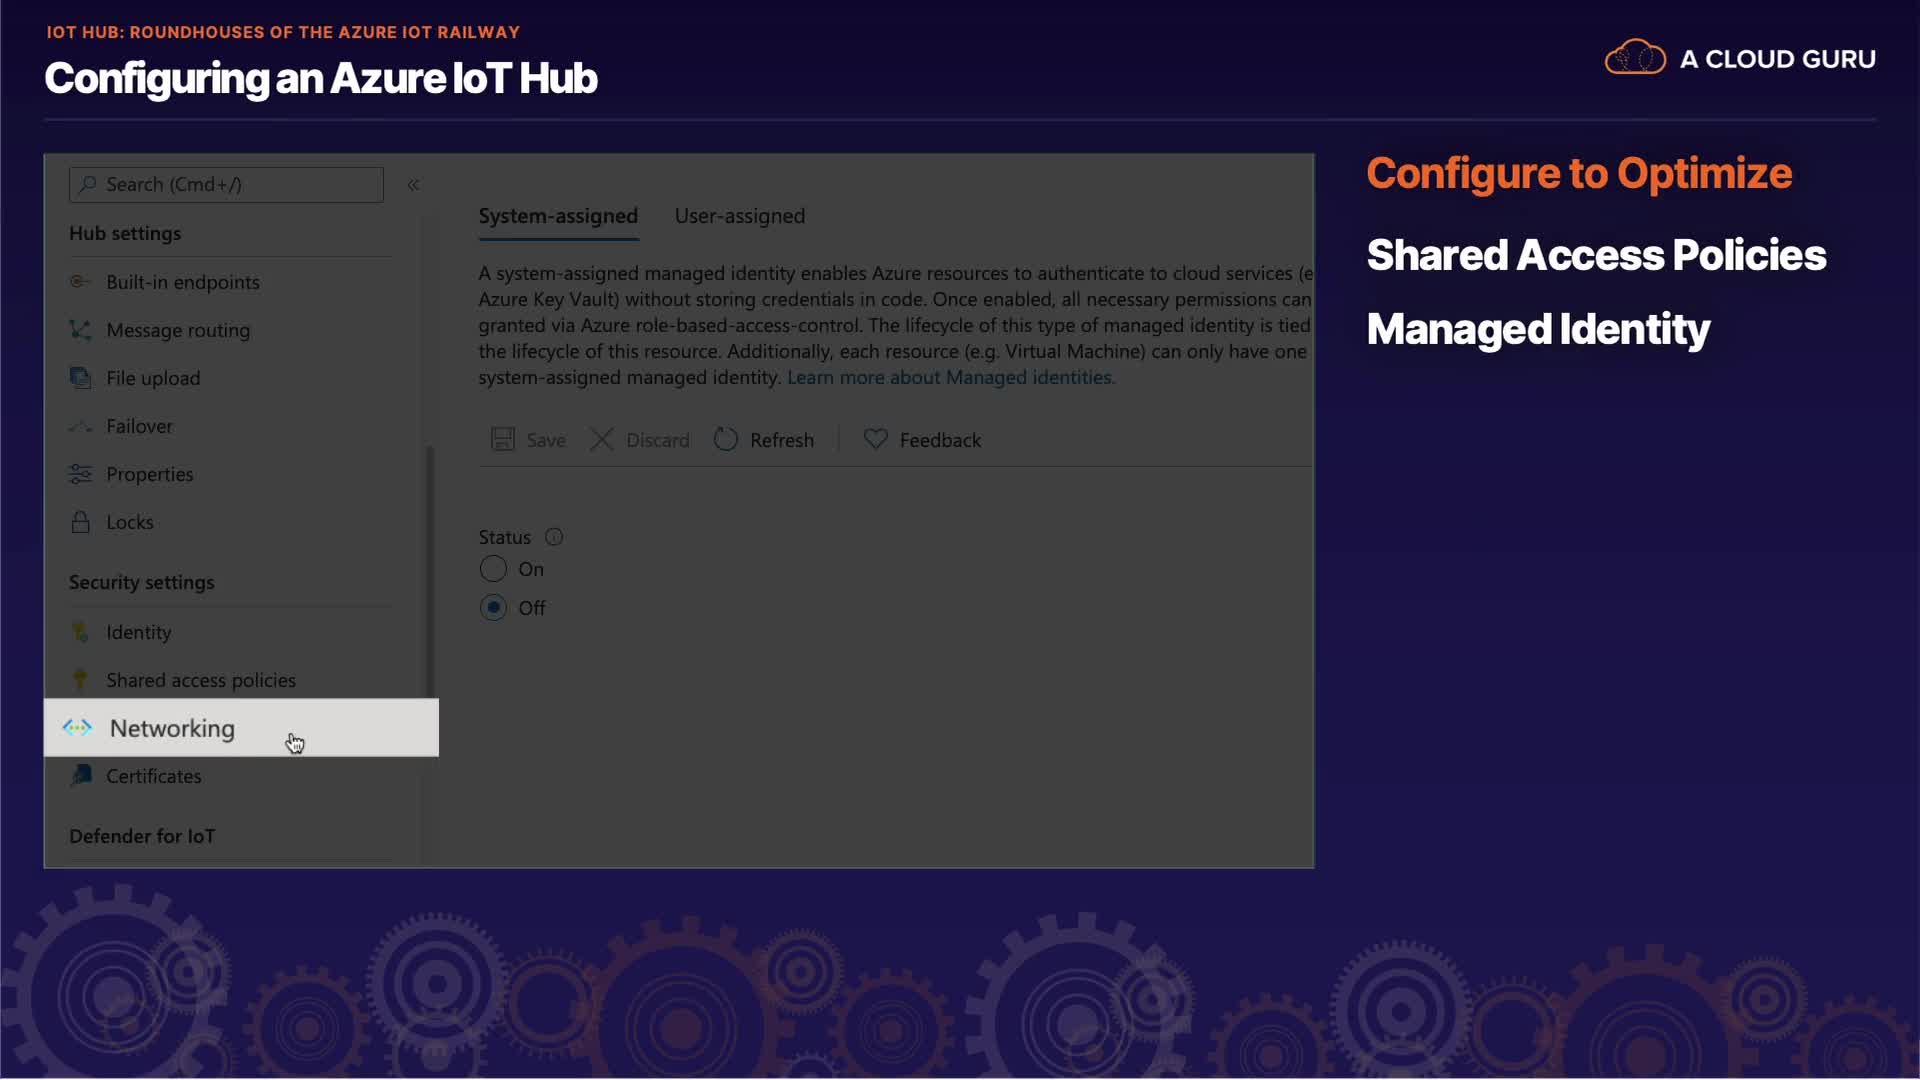 IOT HUB: ROUNDHOUSES OF THE AZURE IOT RAILWAY
Configuring an Azure IoT Hub
A CLOUD GURU
Search (Cmd+/)
«
Hub settings
Built-in endpoints
Message routing
File upload
Failover
Properties
Locks
Security settings
Identity
Shared access policies
Networking
Certificates
Defender for IoT
System-assigned User-assigned
A system-assigned managed identity enables Azure resources to authenticate to cloud services (e
Azure Key Vault) without storing credentials in code. Once enabled, all necessary permissions can
granted via Azure role-based-access-control. The lifecycle of this type of managed identity is tied
the lifecycle of this resource. Additionally, each resource (e.g. Virtual Machine) can only have one
system-assigned managed identity. Learn more about Managed identities.
Save Discard Refresh Feedback
Status
On
Off
Configure to Optimize
Shared Access Policies
Managed Identity